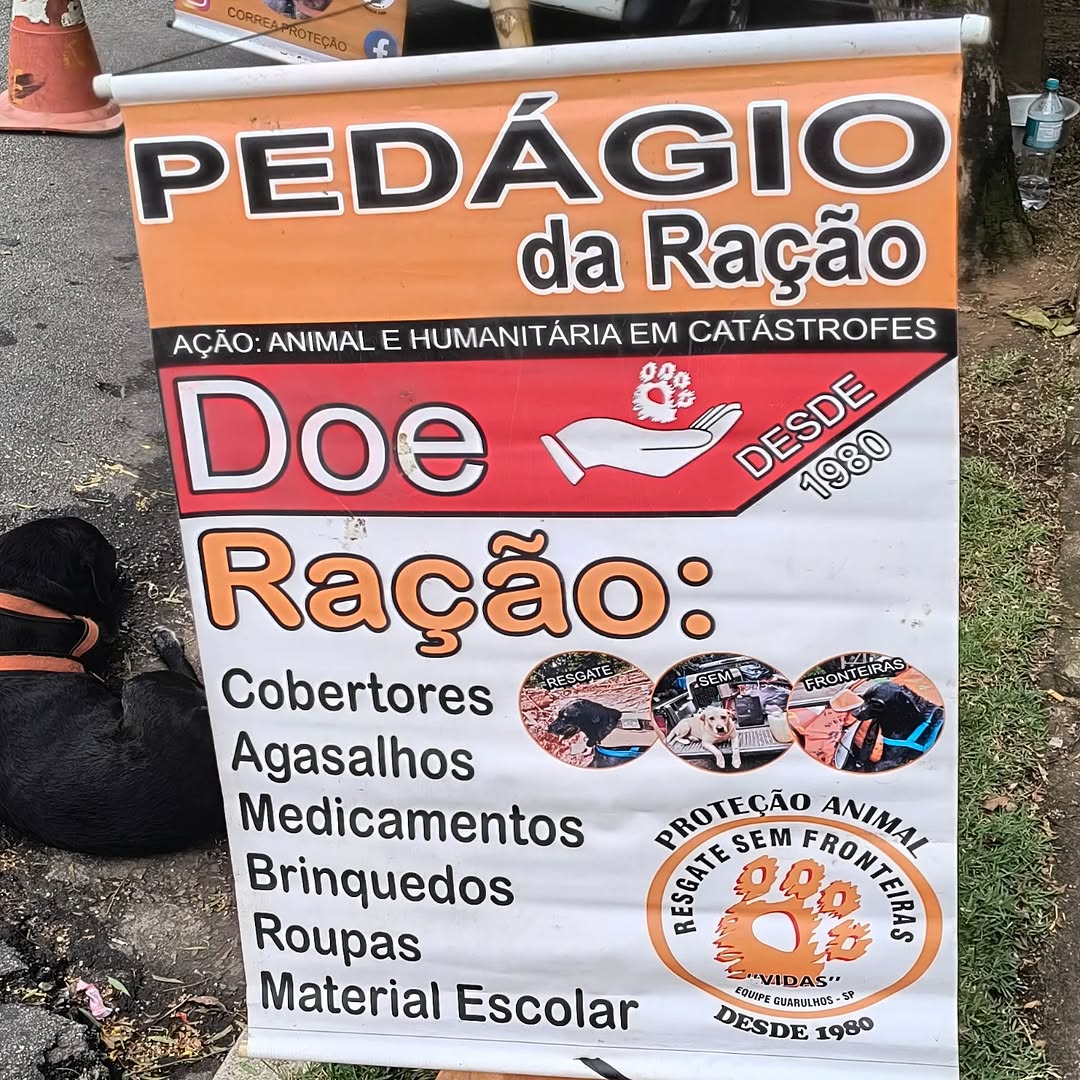 CORREA PROTEÇÃO
f
PEDÁGIO
da Ração
AÇÃO: ANIMAL E HUMANITÁRIA EM CATÁSTROFES
Doe
DESDE
1980
Ração:
Cobertores
Agasalhos
Medicamentos
Brinquedos
Roupas
Material Escolar
RESGATE SEM FRONTEIRAS
PROTEÇÃO ANIMAL
RESGATE SEM FRONTEIRAS
"VIDAS"
EQUIPE GUARULHOS - SP
DESDE 1980